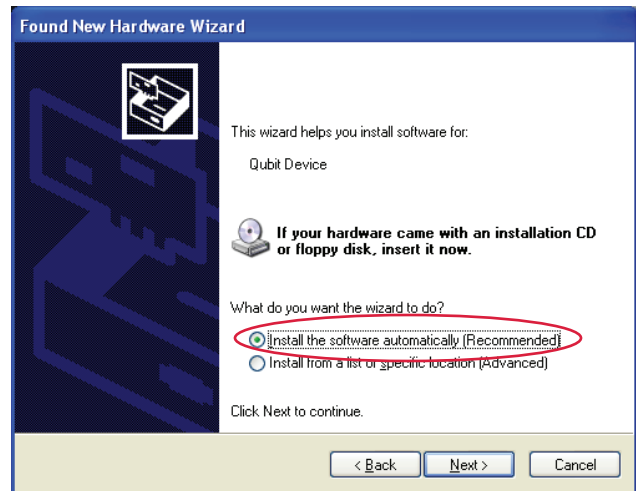 Found New Hardware Wizard
This wizard helps you install software for:
Qubit Device
If your hardware came with an installation CD
or floppy disk, insert it now.
What do you want the wizard to do?
Install the software automatically (Recommended)
Install from a list or specific location (Advanced)
Click Next to continue.
< Back Next > Cancel